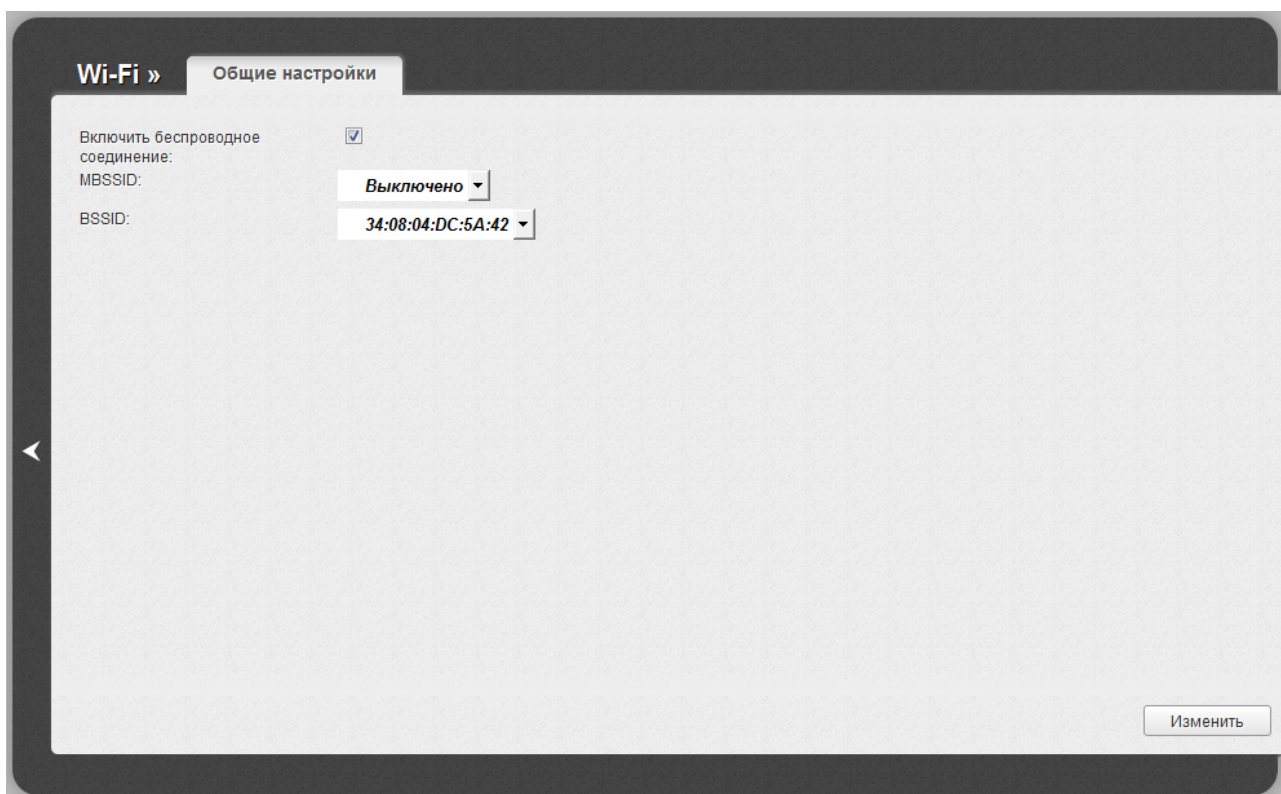 Wi-Fi » Общие настройки
Включить беспроводное
соединение:
MBSSID: Выключено
BSSID: 34:08:04:DC:5A:42
Изменить